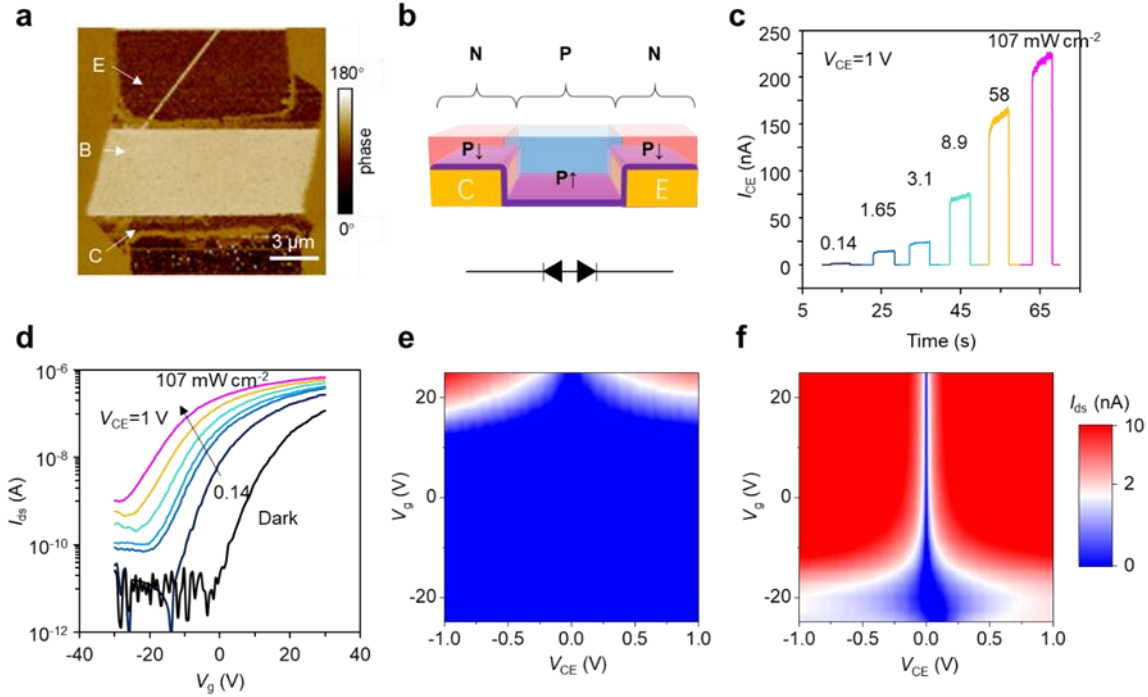 a
E
B
C
3 μm
180°
phase
0°
b
N P N
P↓ P↓
P↑
C E
c
250
200
150
100
50
0
I_CE (nA)
V_CE=1 V
107 mW cm-2
58
8.9
3.1
1.65
0.14
5 25 45 65
Time (s)
d
10-6
10-8
10-10
10-12
I_ds (A)
107 mW cm-2
V_CE=1 V
0.14
Dark
-40 -20 0 20 40
V_g (V)
e
20
0
-20
V_g (V)
-1.0 -0.5 0.0 0.5 1.0
V_CE (V)
f
20
0
-20
V_g (V)
-1.0 -0.5 0.0 0.5 1.0
V_CE (V)
I_ds (nA)
10
2
0